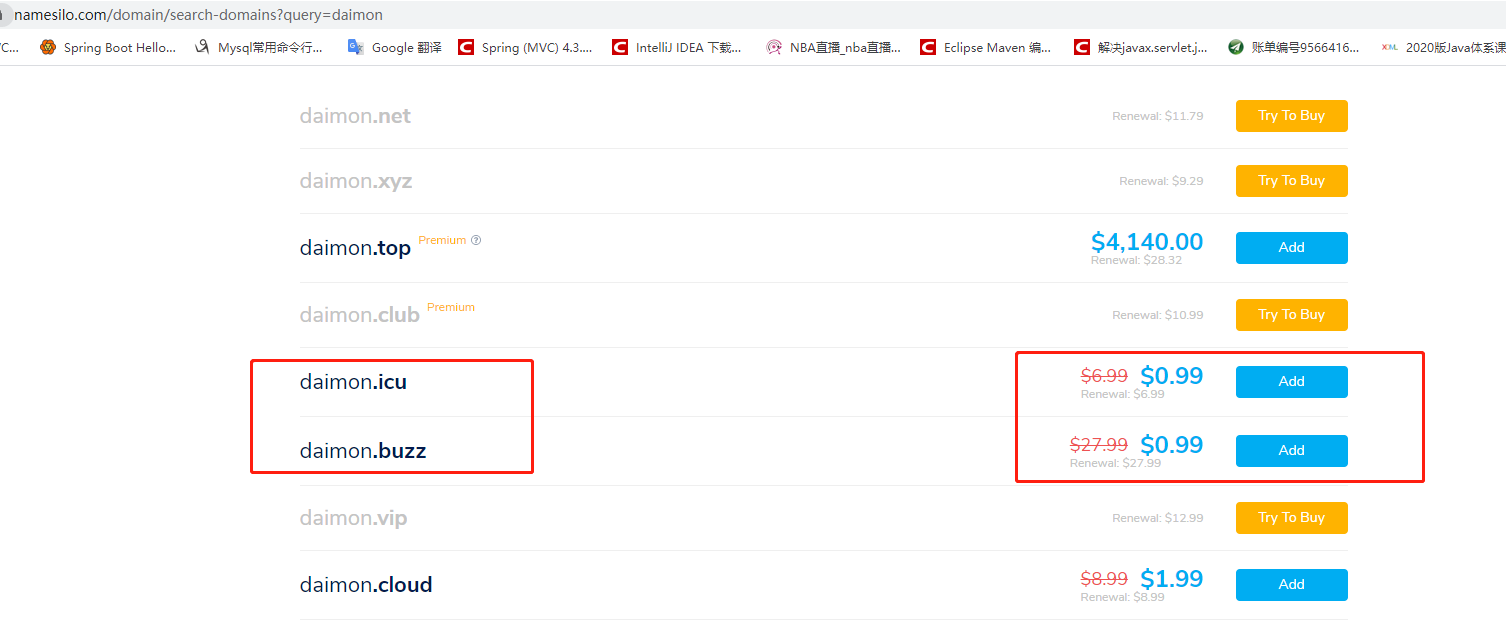 namesilo.com/domain/search-domains?query=daimon
/C... Spring Boot Hello... Mysql常用命令行... Google 翻译 Spring (MVC) 4.3.... IntelliJ IDEA 下载... NBA直播_nba直播... Eclipse Maven 编... 解决javax.servlet.j... 账单编号9566416... XML 2020版Java体系课
daimon.net Renewal: $11.79 Try To Buy
daimon.xyz Renewal: $9.29 Try To Buy
daimon.top Premium ? $4,140.00 Add
Renewal: $28.32
daimon.club Premium Renewal: $10.99 Try To Buy
daimon.icu $6.99 $0.99 Add
Renewal: $6.99
daimon.buzz $27.99 $0.99 Add
Renewal: $27.99
daimon.vip Renewal: $12.99 Try To Buy
daimon.cloud $8.99 $1.99 Add
Renewal: $8.99